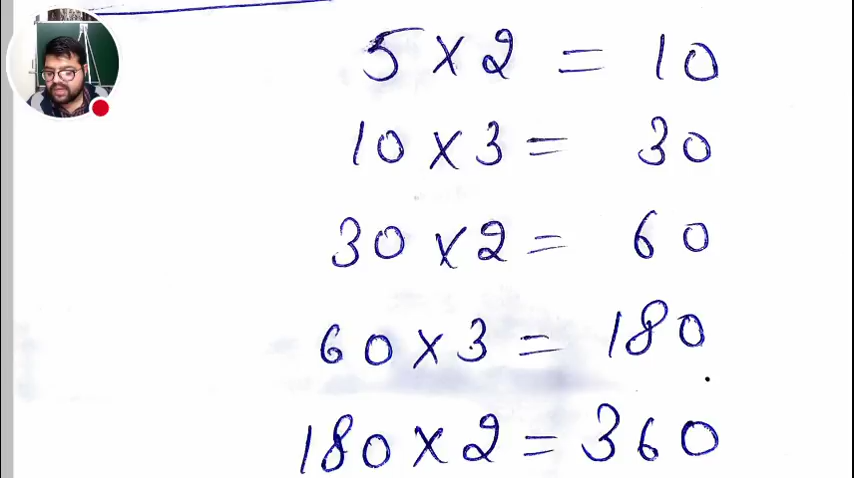 5 × 2 = 10
10 × 3 = 30
30 × 2 = 60
60 × 3 = 180
180 × 2 = 360